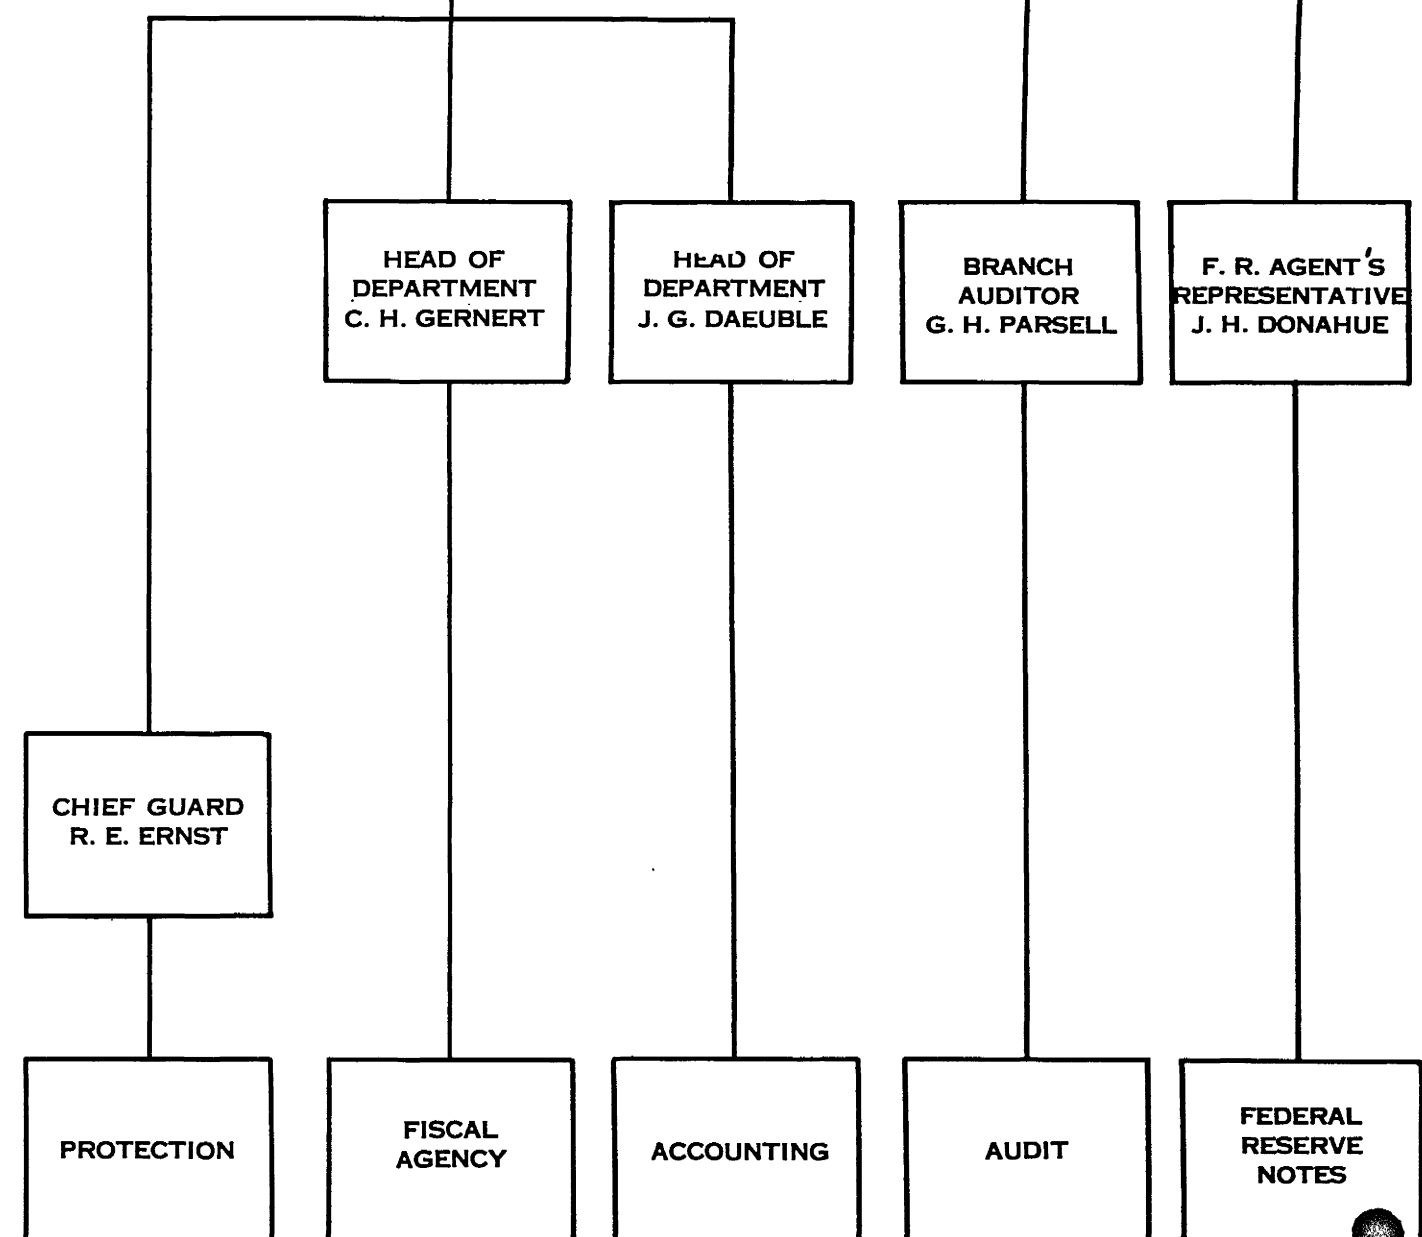 HEAD OF
DEPARTMENT
C. H. GERNERT
HEAD OF
DEPARTMENT
J. G. DAEUBLE
BRANCH
AUDITOR
G. H. PARSELL
F. R. AGENT'S
REPRESENTATIVE
J. H. DONAHUE
CHIEF GUARD
R. E. ERNST
PROTECTION
FISCAL
AGENCY
ACCOUNTING
AUDIT
FEDERAL
RESERVE
NOTES